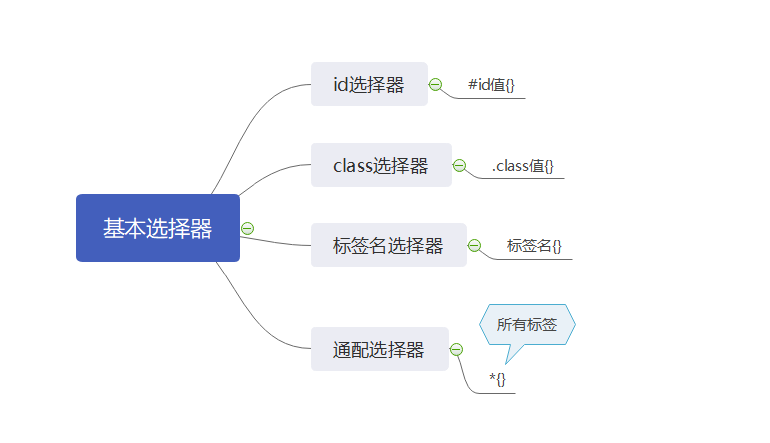 基本选择器
id选择器
#id值{}
class选择器
.class值{}
标签名选择器
标签名{}
通配选择器
所有标签
*{}